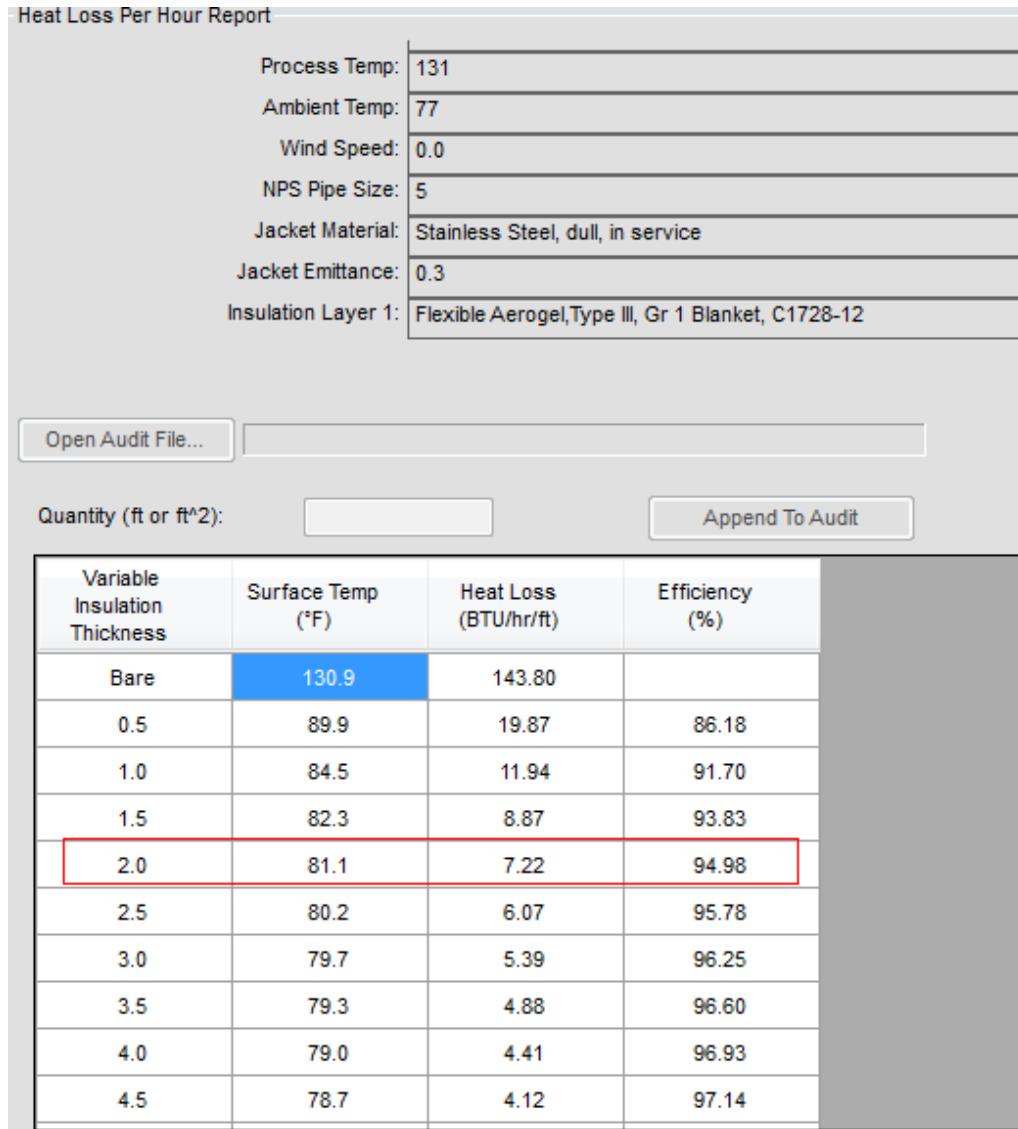 Heat Loss Per Hour Report
Process Temp: 131
Ambient Temp: 77
Wind Speed: 0.0
NPS Pipe Size: 5
Jacket Material: Stainless Steel, dull, in service
Jacket Emittance: 0.3
Insulation Layer 1: Flexible Aerogel,Type III, Gr 1 Blanket, C1728-12
Open Audit File...
Quantity (ft or ft^2): Append To Audit
Variable Insulation Thickness Surface Temp (°F) Heat Loss (BTU/hr/ft) Efficiency (%)
Bare 130.9 143.80
0.5 89.9 19.87 86.18
1.0 84.5 11.94 91.70
1.5 82.3 8.87 93.83
2.0 81.1 7.22 94.98
2.5 80.2 6.07 95.78
3.0 79.7 5.39 96.25
3.5 79.3 4.88 96.60
4.0 79.0 4.41 96.93
4.5 78.7 4.12 97.14